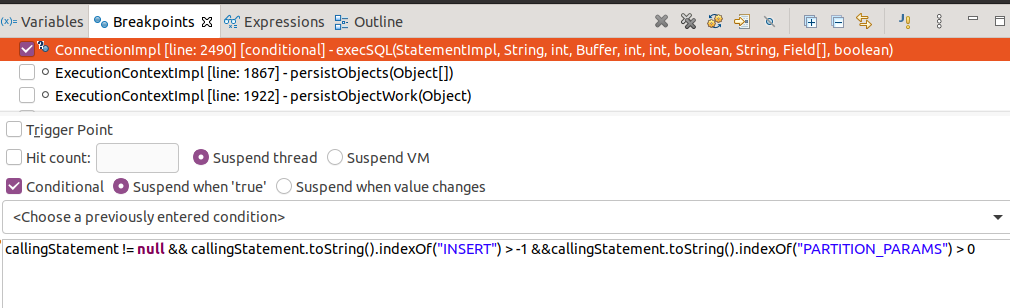 (x)= Variables Breakpoints Expressions Outline
ConnectionImpl [line: 2490] [conditional] - execSQL(StatementImpl, String, int, Buffer, int, int, boolean, String, Field[], boolean)
ExecutionContextImpl [line: 1867] - persistObjects(Object[])
ExecutionContextImpl [line: 1922] - persistObjectWork(Object)
Trigger Point
Hit count: Suspend thread Suspend VM
Conditional Suspend when 'true' Suspend when value changes
<Choose a previously entered condition>
callingStatement != null && callingStatement.toString().indexOf("INSERT") > -1 &&callingStatement.toString().indexOf("PARTITION_PARAMS") > 0